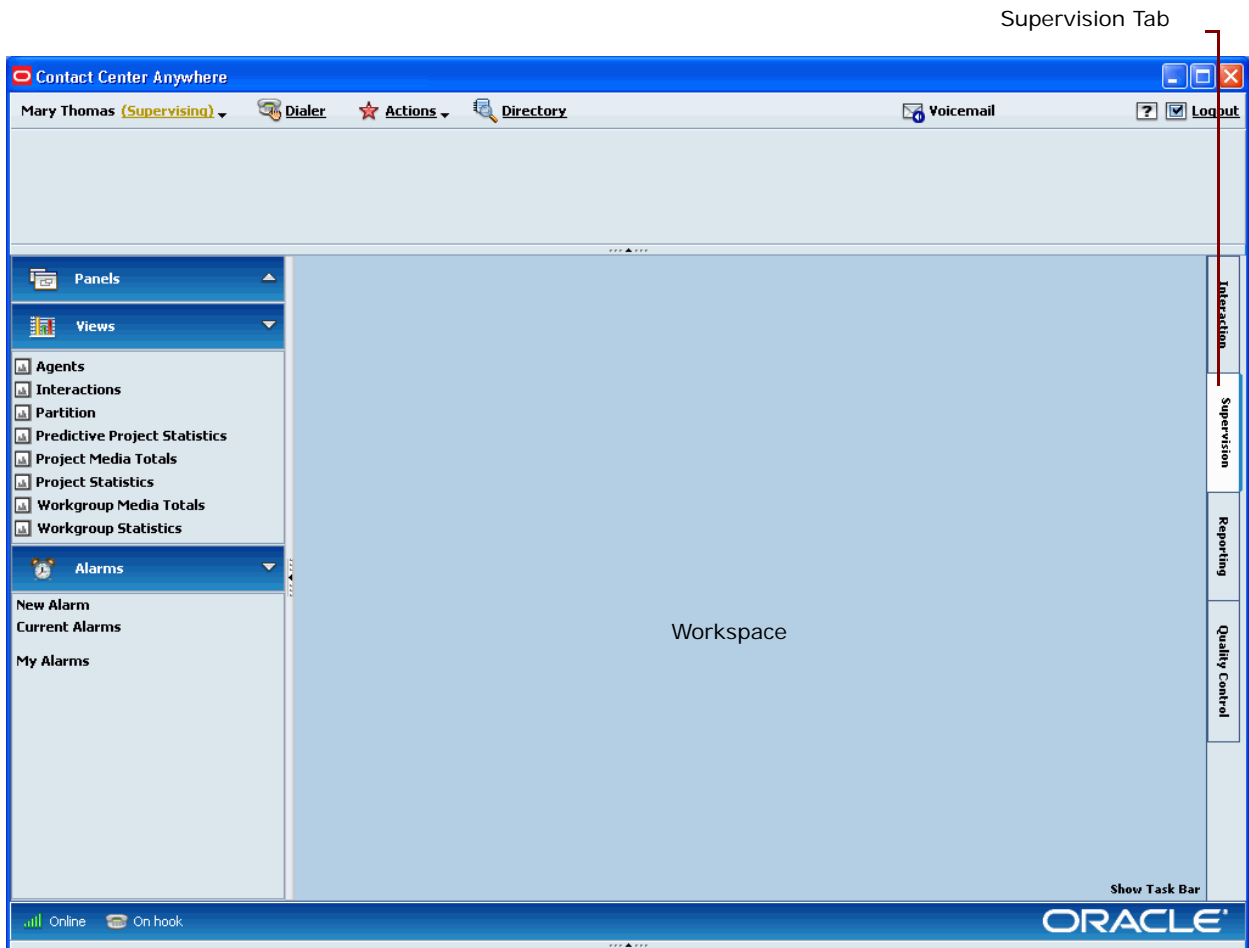 Supervision Tab
Contact Center Anywhere
Mary Thomas (Supervising) Dialer Actions Directory Voicemail ? Logout
Panels
Views
Agents
Interactions
Partition
Predictive Project Statistics
Project Media Totals
Project Statistics
Workgroup Media Totals
Workgroup Statistics
Alarms
New Alarm
Current Alarms
My Alarms
Workspace
Interaction
Supervision
Reporting
Quality Control
Show Task Bar
Online On hook
ORACLE